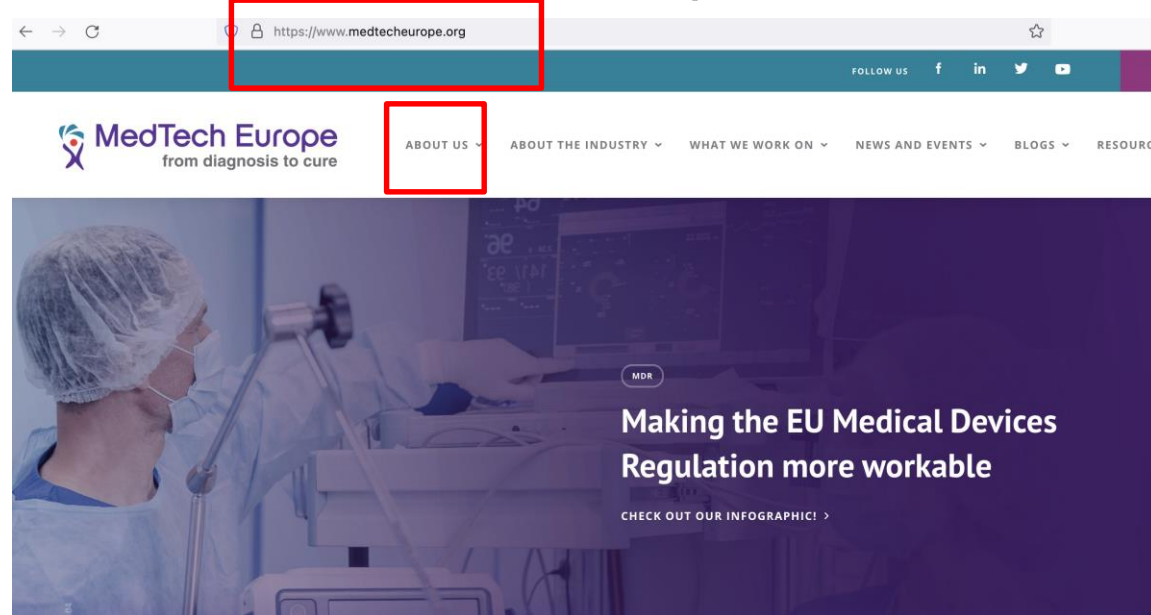 https://www.medtecheurope.org
FOLLOW US
MedTech Europe
from diagnosis to cure
ABOUT US
ABOUT THE INDUSTRY
WHAT WE WORK ON
NEWS AND EVENTS
BLOGS
RESOURC
MDR
Making the EU Medical Devices
Regulation more workable
CHECK OUT OUR INFOGRAPHIC! >